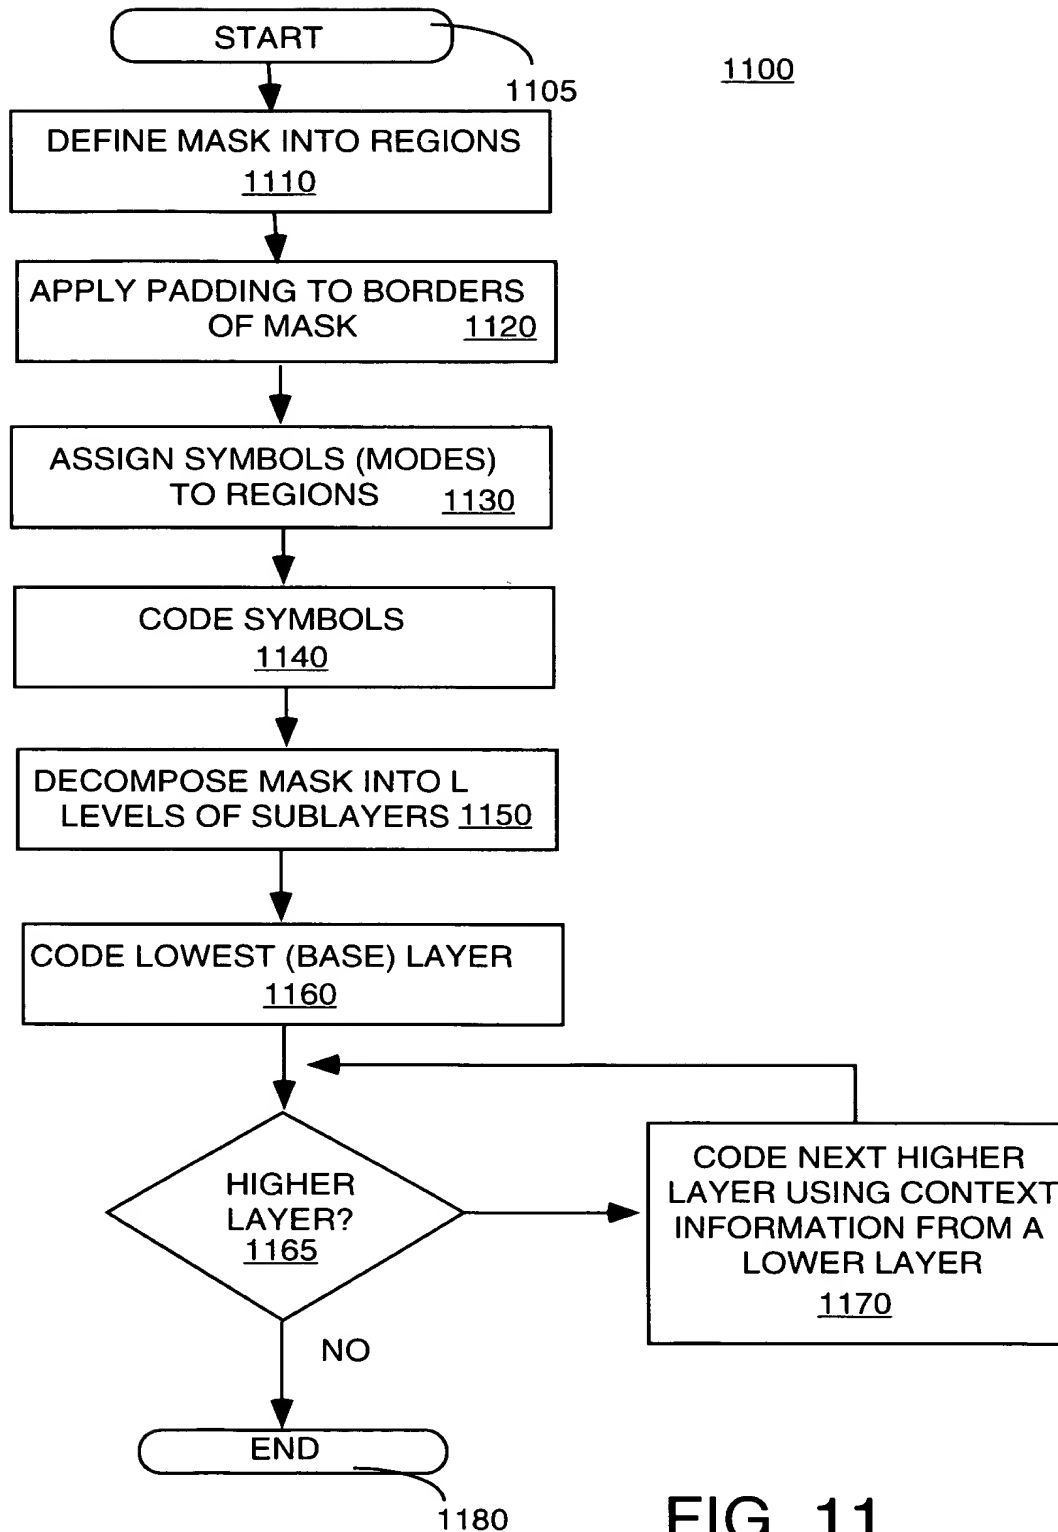 START
1105
1100
DEFINE MASK INTO REGIONS
1110
APPLY PADDING TO BORDERS
OF MASK 1120
ASSIGN SYMBOLS (MODES)
TO REGIONS 1130
CODE SYMBOLS
1140
DECOMPOSE MASK INTO L
LEVELS OF SUBLAYERS 1150
CODE LOWEST (BASE) LAYER
1160
HIGHER
LAYER?
1165
CODE NEXT HIGHER
LAYER USING CONTEXT
INFORMATION FROM A
LOWER LAYER
1170
NO
END
1180
FIG. 11